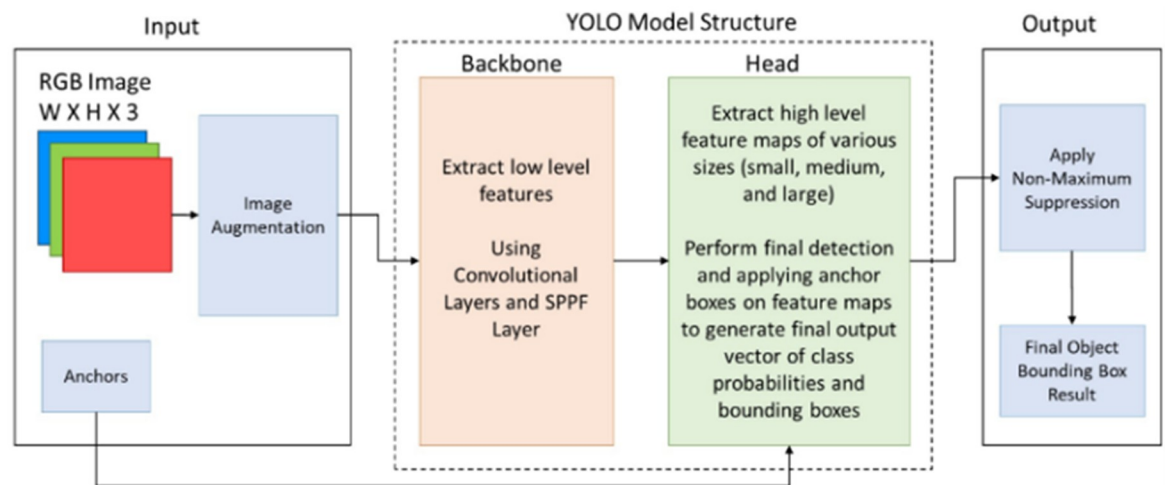 Input
RGB Image
W X H X 3
Image
Augmentation
Anchors
YOLO Model Structure
Backbone
Extract low level
features
Using
Convolutional
Layers and SPPF
Layer
Head
Extract high level
feature maps of various
sizes (small, medium,
and large)
Perform final detection
and applying anchor
boxes on feature maps
to generate final output
vector of class
probabilities and
bounding boxes
Output
Apply
Non-Maximum
Suppression
Final Object
Bounding Box
Result